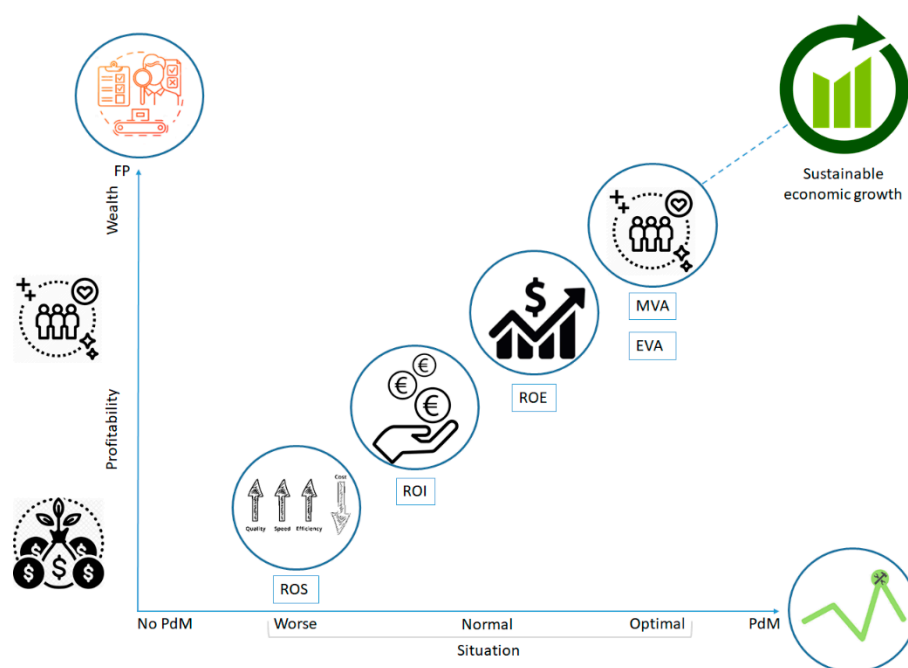 FP
Wealth
Sustainable
economic growth
MVA
EVA
$
ROE
Profitability
€
€
€
ROI
Cost
Quality Speed Efficiency
$ $
$ $ $
ROS
No PdM Worse Normal Optimal PdM
Situation